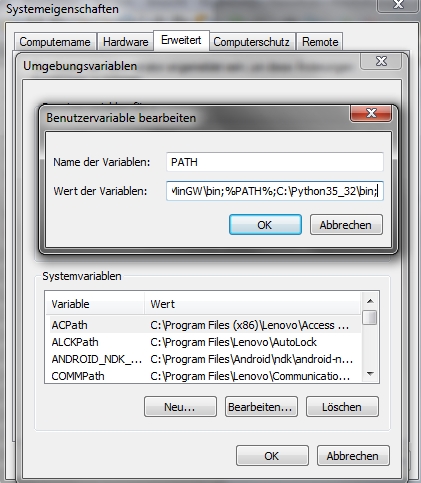 Systemeigenschaften
Computername Hardware Erweitert Computerschutz Remote
Umgebungsvariablen
Benutzervariable bearbeiten
Name der Variablen: PATH
Wert der Variablen: MinGW\bin;%PATH%;C:\Python35_32\bin;
OK Abbrechen
Systemvariablen
Variable Wert
ACPath C:\Program Files (x86)\Lenovo\Access ...
ALCKPath C:\Program Files\Lenovo\AutoLock
ANDROID_NDK_... C:\Program Files\Android\ndk\android-n...
COMMPath C:\Program Files\Lenovo\Communicatio...
Neu... Bearbeiten... Löschen
OK Abbrechen